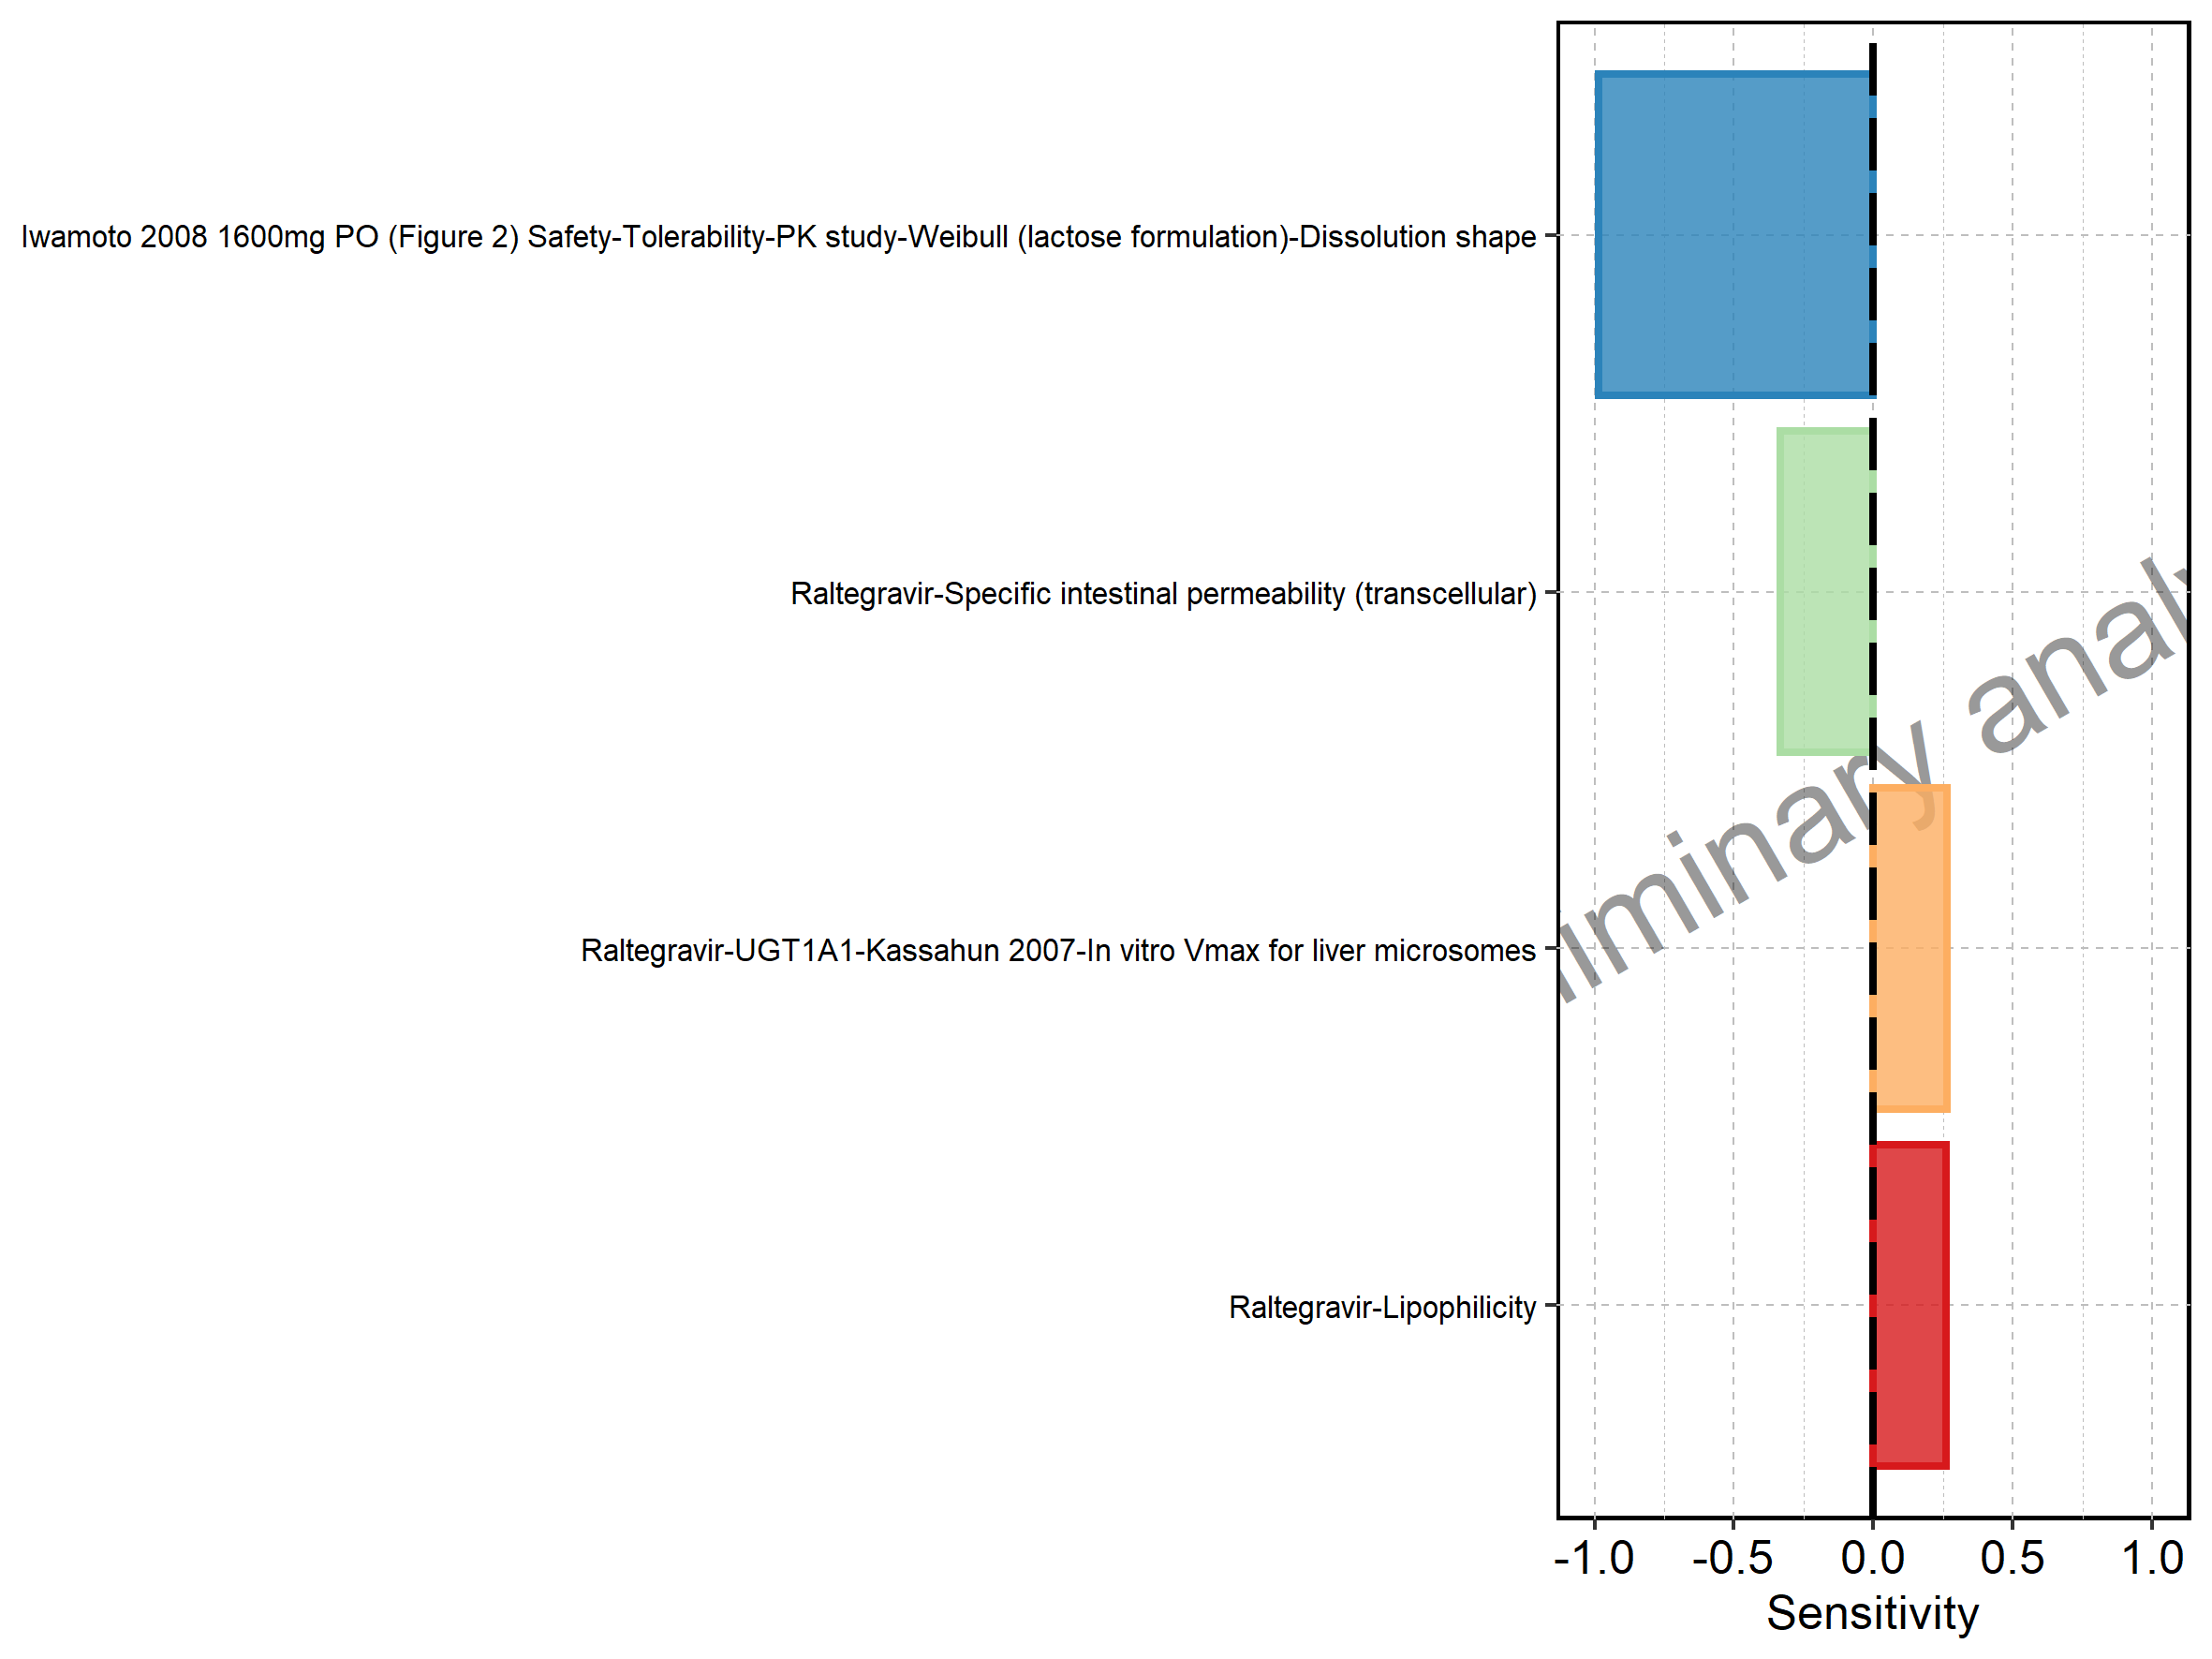 Iwamoto 2008 1600mg PO (Figure 2) Safety-Tolerability-PK study-Weibull (lactose formulation)-Dissolution shape
Raltegravir-Specific intestinal permeability (transcellular)
Raltegravir-UGT1A1-Kassahun 2007-In vitro Vmax for liver microsomes
Raltegravir-Lipophilicity
-1.0 -0.5 0.0 0.5 1.0
Sensitivity